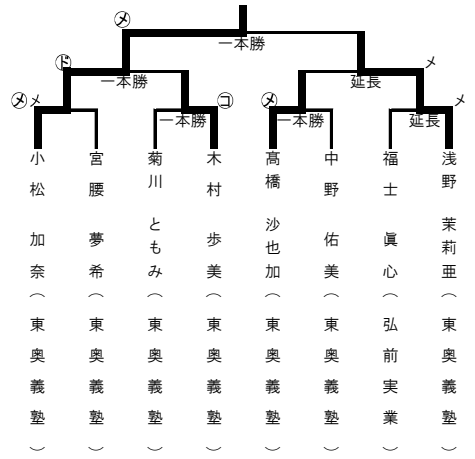 ㋱
一本勝
㋣゙
メ
一本勝
延長
㋱メ
㋙
㋱
メ
一本勝
一本勝
延長
小松 加奈（東奥義塾）
宮腰 夢希（東奥義塾）
菊川 ともみ（東奥義塾）
木村 歩美（東奥義塾）
髙橋 沙也加（東奥義塾）
中野 佑美（東奥義塾）
福士 眞心（弘前実業）
浅野 茉莉亜（東奥義塾）